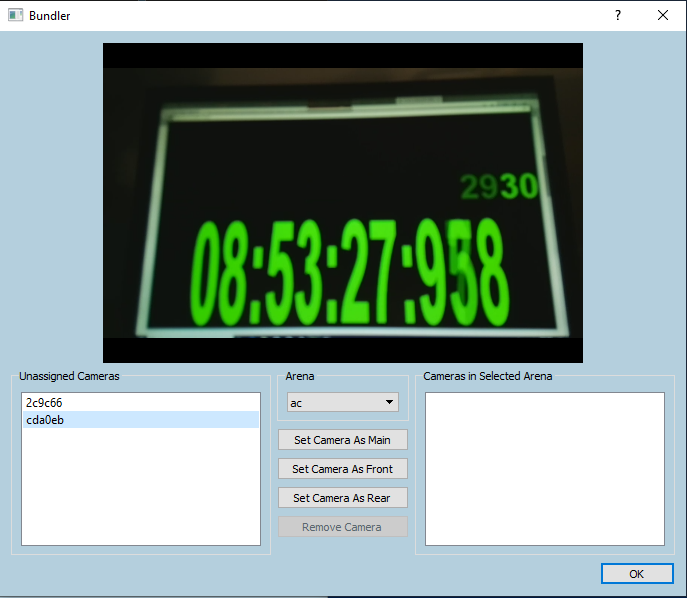 Bundler
?
2930
08:53:27:958
Unassigned Cameras
2c9c66
cda0eb
Arena
ac
Set Camera As Main
Set Camera As Front
Set Camera As Rear
Remove Camera
Cameras in Selected Arena
OK